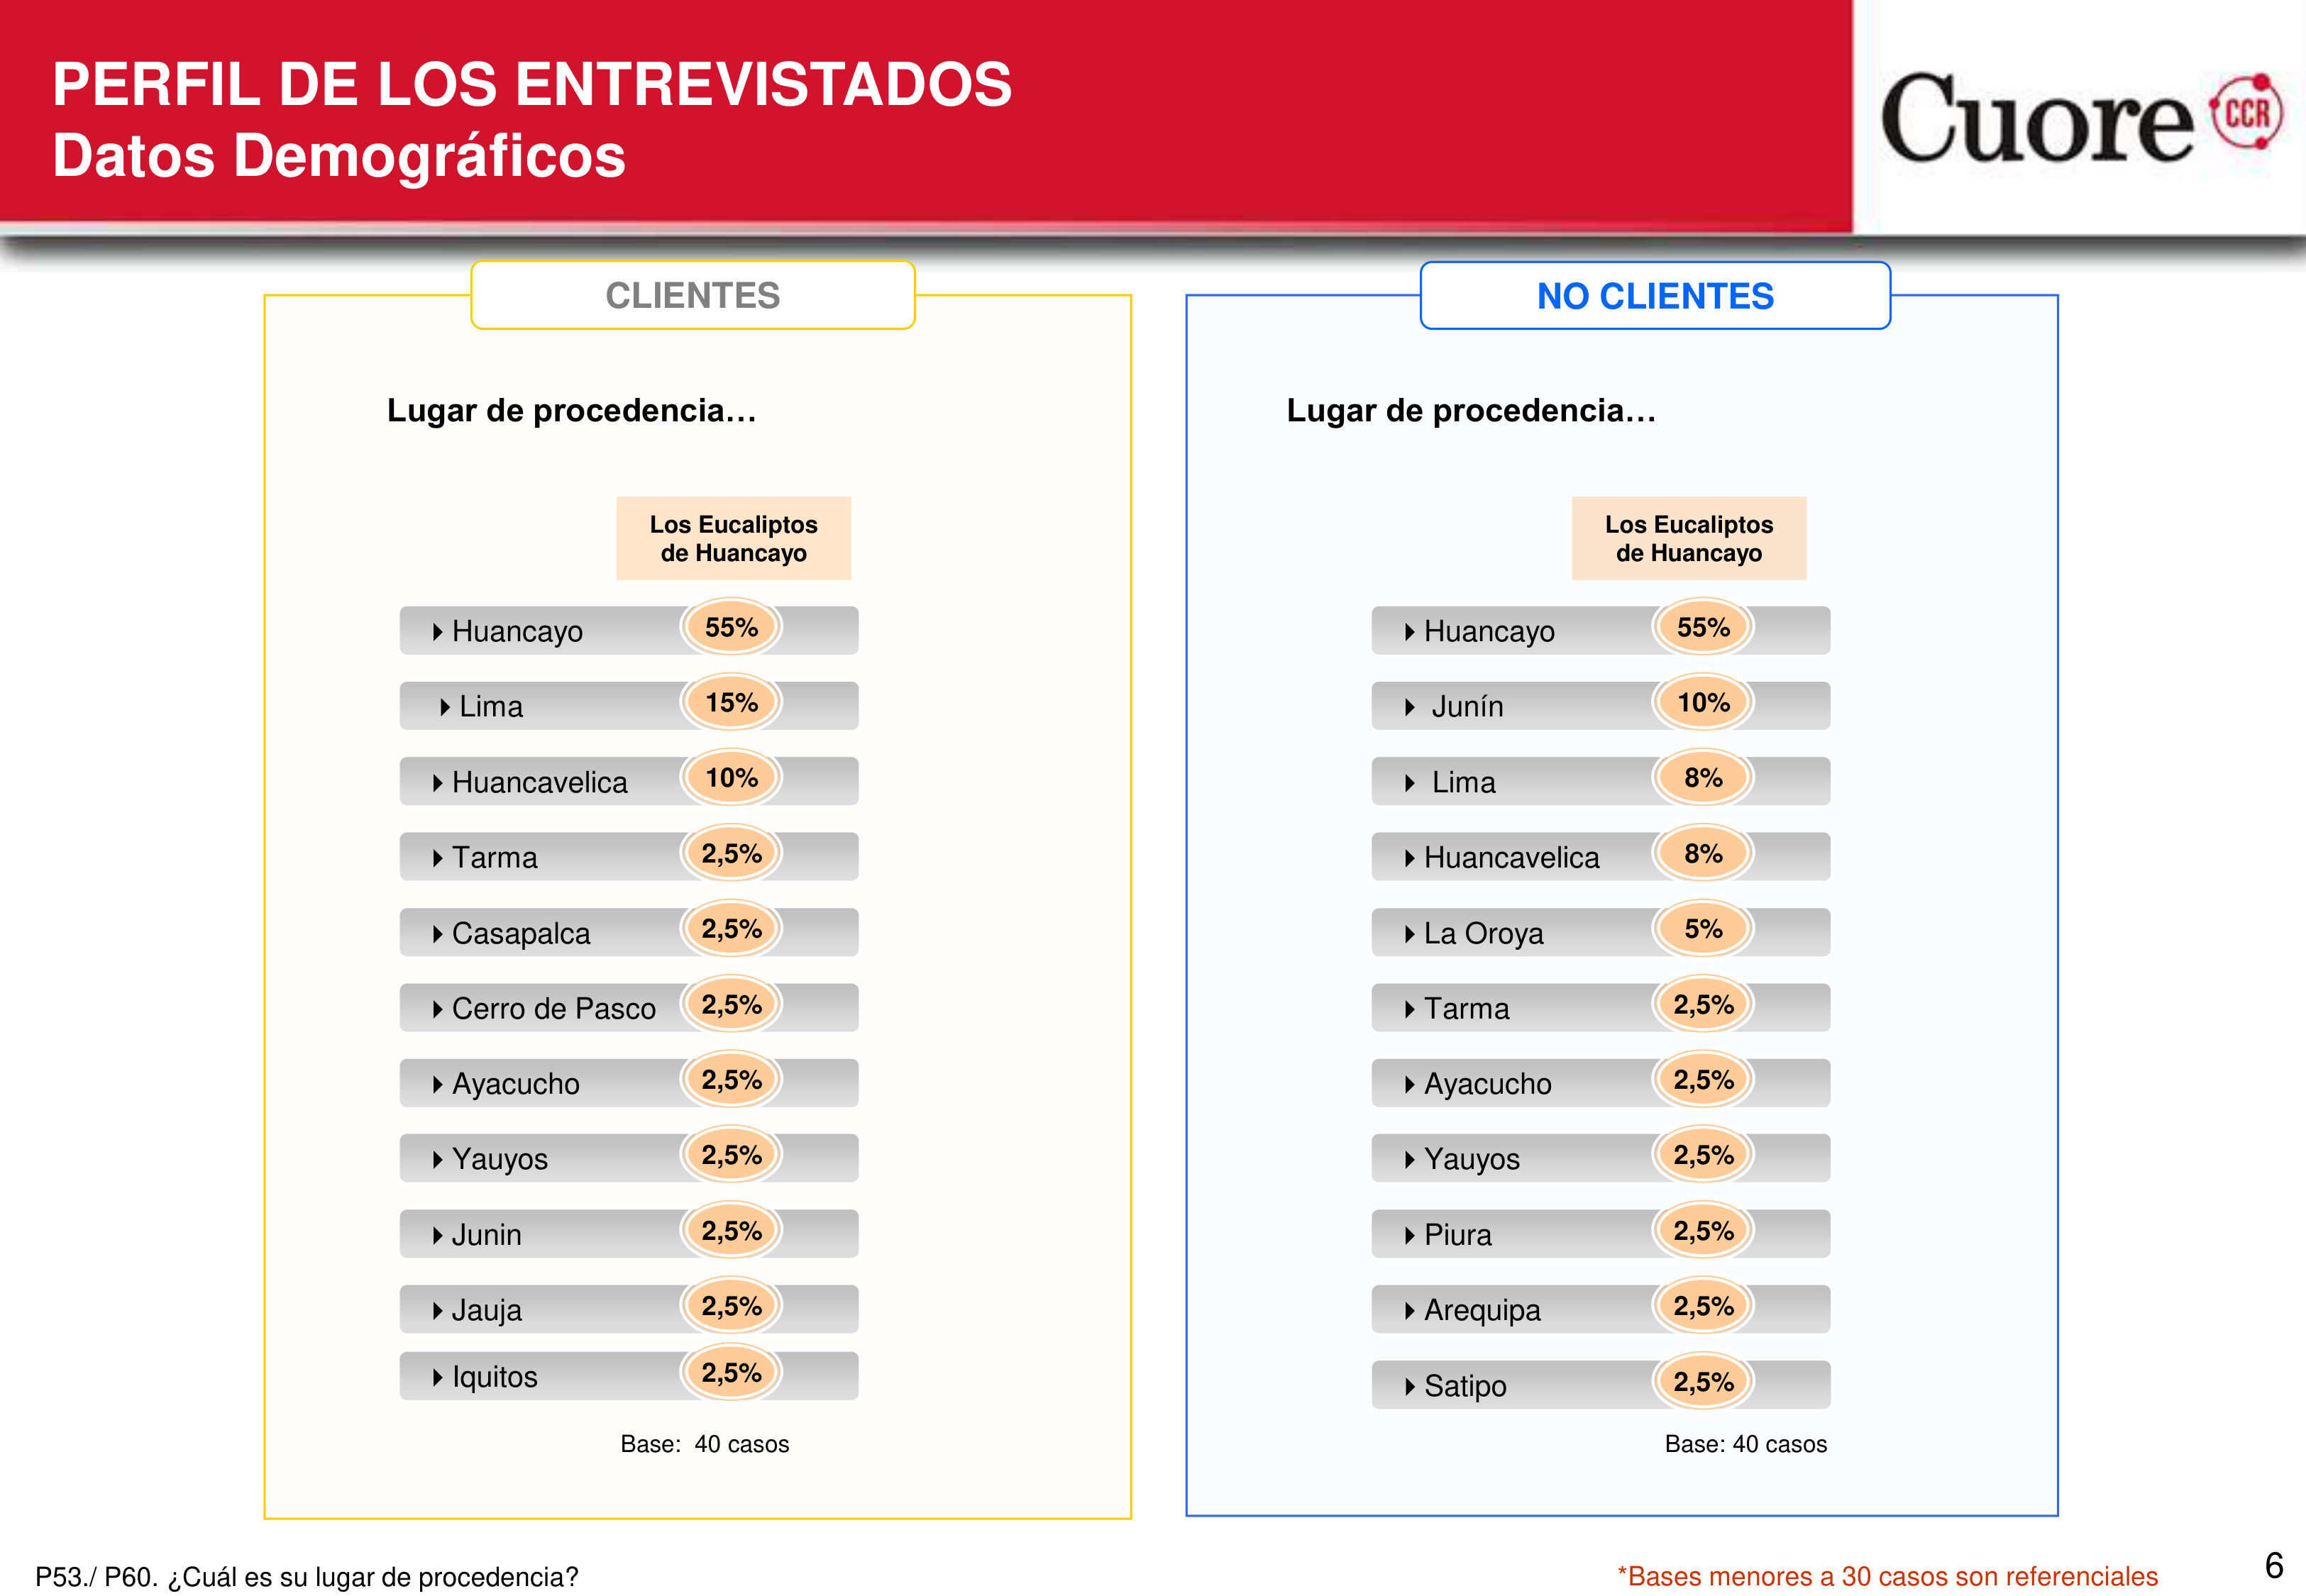 PERFIL DE LOS ENTREVISTADOS
Datos Demográficos
Cuore CCR
CLIENTES
Lugar de procedencia…
Los Eucaliptos
de Huancayo
Huancayo 55%
Lima 15%
Huancavelica 10%
Tarma 2,5%
Casapalca 2,5%
Cerro de Pasco 2,5%
Ayacucho 2,5%
Yauyos 2,5%
Junin 2,5%
Jauja 2,5%
Iquitos 2,5%
Base: 40 casos
NO CLIENTES
Lugar de procedencia…
Los Eucaliptos
de Huancayo
Huancayo 55%
Junín 10%
Lima 8%
Huancavelica 8%
La Oroya 5%
Tarma 2,5%
Ayacucho 2,5%
Yauyos 2,5%
Piura 2,5%
Arequipa 2,5%
Satipo 2,5%
Base: 40 casos
P53./ P60. ¿Cuál es su lugar de procedencia?
*Bases menores a 30 casos son referenciales
6